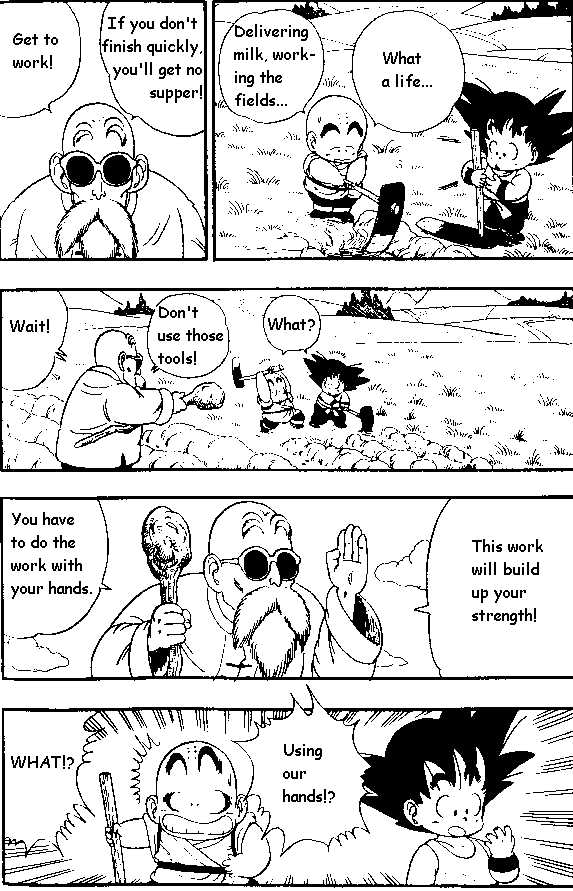 Get to
work!
If you don't
finish quickly,
you'll get no
supper!
Delivering
milk, work-
ing the
fields...
What
a life...
Wait!
Don't
use those
tools!
What?
You have
to do the
work with
your hands.
This work
will build
up your
strength!
WHAT!?
Using
our
hands!?